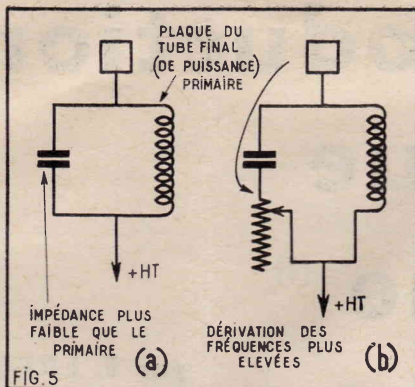 PLAQUE DU
TUBE FINAL
(DE PUISSANCE)
PRIMAIRE
+HT
IMPÉDANCE PLUS
FAÍBLE QUE LE
PRIMAIRE
(a)
+HT
DÉRIVATION DES
FRÉQUENCES PLUS
ELEVÉES
(b)
FIG.5